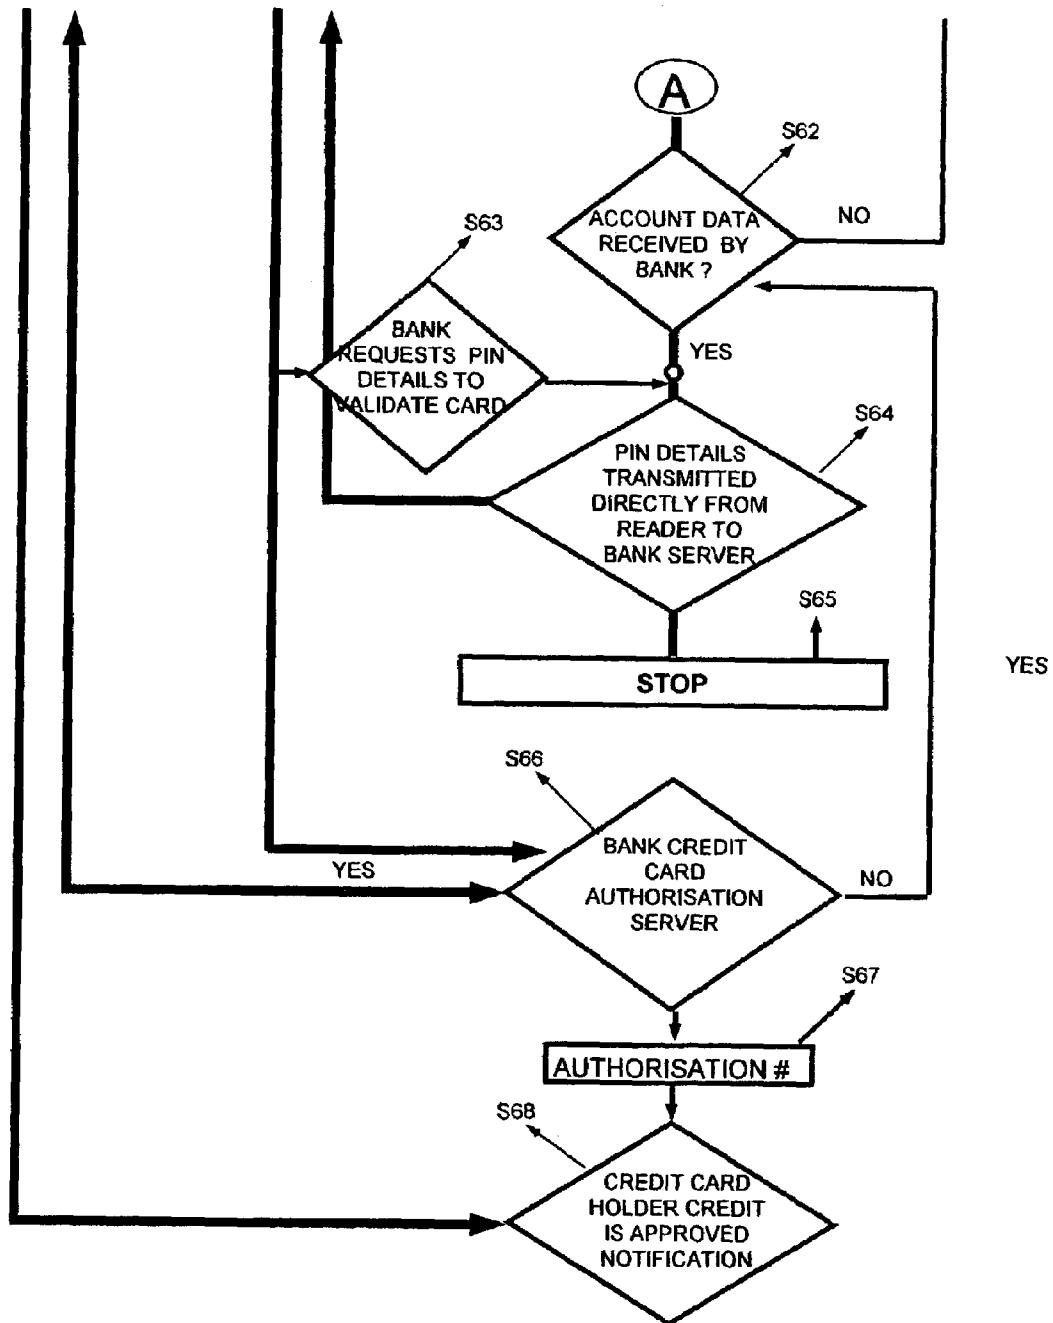 A
S62
ACCOUNT DATA
RECEIVED BY
BANK ?
NO
S63
BANK
REQUESTS PIN
DETAILS TO
VALIDATE CARD
YES
S64
PIN DETAILS
TRANSMITTED
DIRECTLY FROM
READER TO
BANK SERVER
S65
STOP
YES
S66
BANK CREDIT
CARD
AUTHORISATION
SERVER
YES
NO
S67
AUTHORISATION #
S68
CREDIT CARD
HOLDER CREDIT
IS APPROVED
NOTIFICATION